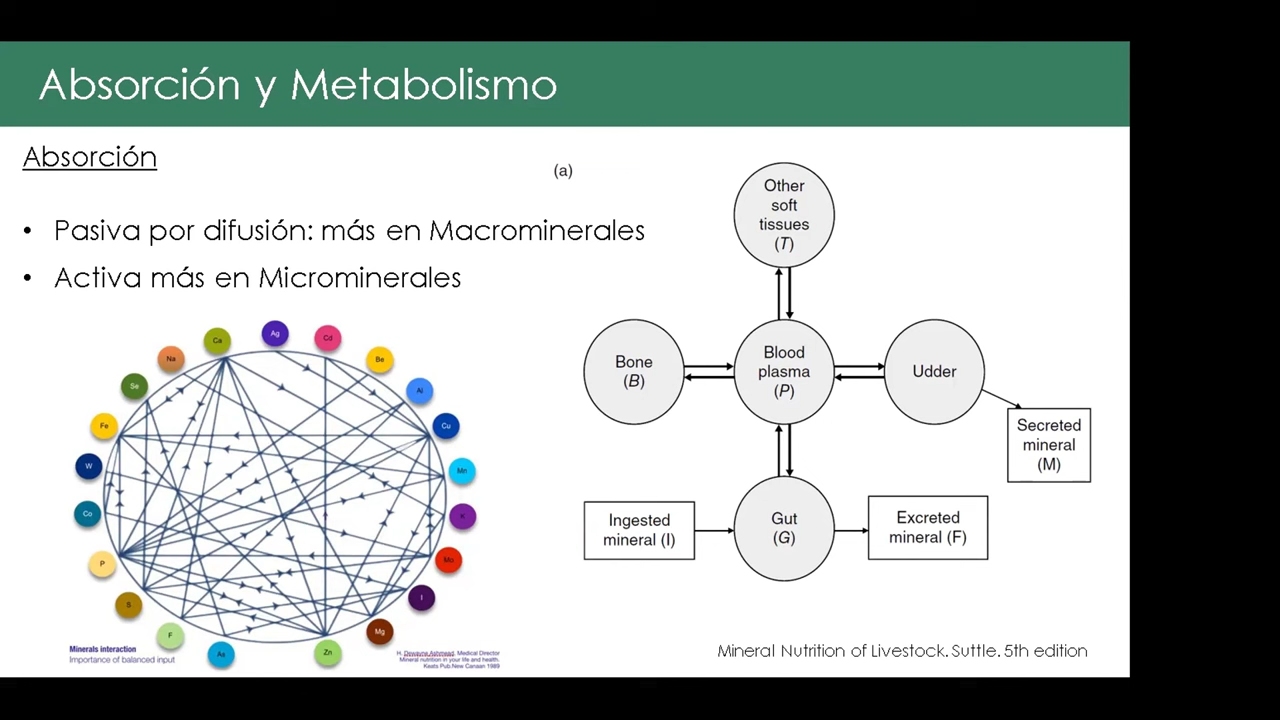 Absorción y Metabolismo
Absorción
• Pasiva por difusión: más en Macrominerales
• Activa más en Microminerales
Ag
Cd
Be
Al
Cu
Mn
K
Mo
I
Mg
Zn
As
F
S
P
Co
W
Fe
Se
Na
Ca
Minerals interaction
Importance of balanced input
H. Dewayne Ashmead, Medical Director
Mineral nutrition in your life and health.
Keats Pub.New Canaan 1989
(a)
Other
soft
tissues
(T)
Bone
(B)
Blood
plasma
(P)
Udder
Secreted
mineral
(M)
Ingested
mineral (I)
Gut
(G)
Excreted
mineral (F)
Mineral Nutrition of Livestock. Suttle. 5th edition